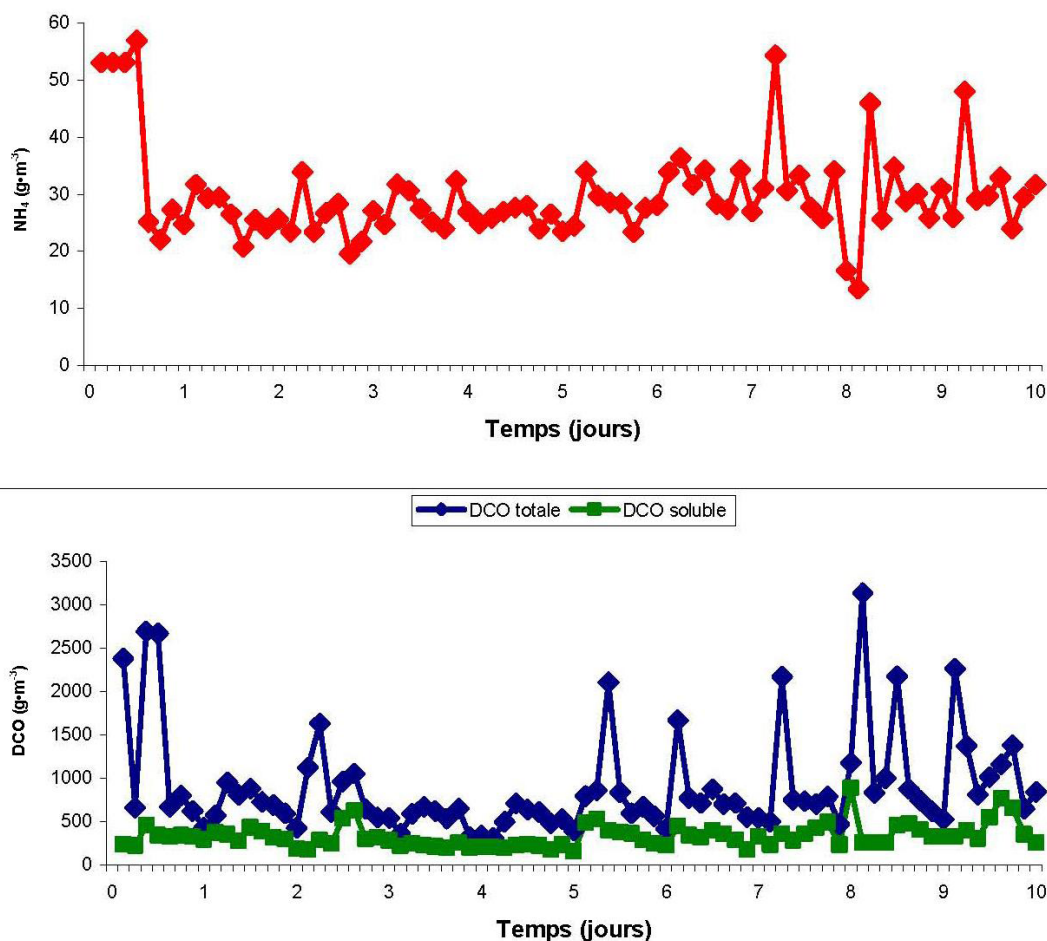 60
50
40
30
20
10
0
NH₄ (g•m⁻³)
0 1 2 3 4 5 6 7 8 9 10
Temps (jours)
DCO totale DCO soluble
3500
3000
2500
2000
1500
1000
500
0
DCO (g•m⁻³)
0 1 2 3 4 5 6 7 8 9 10
Temps (jours)